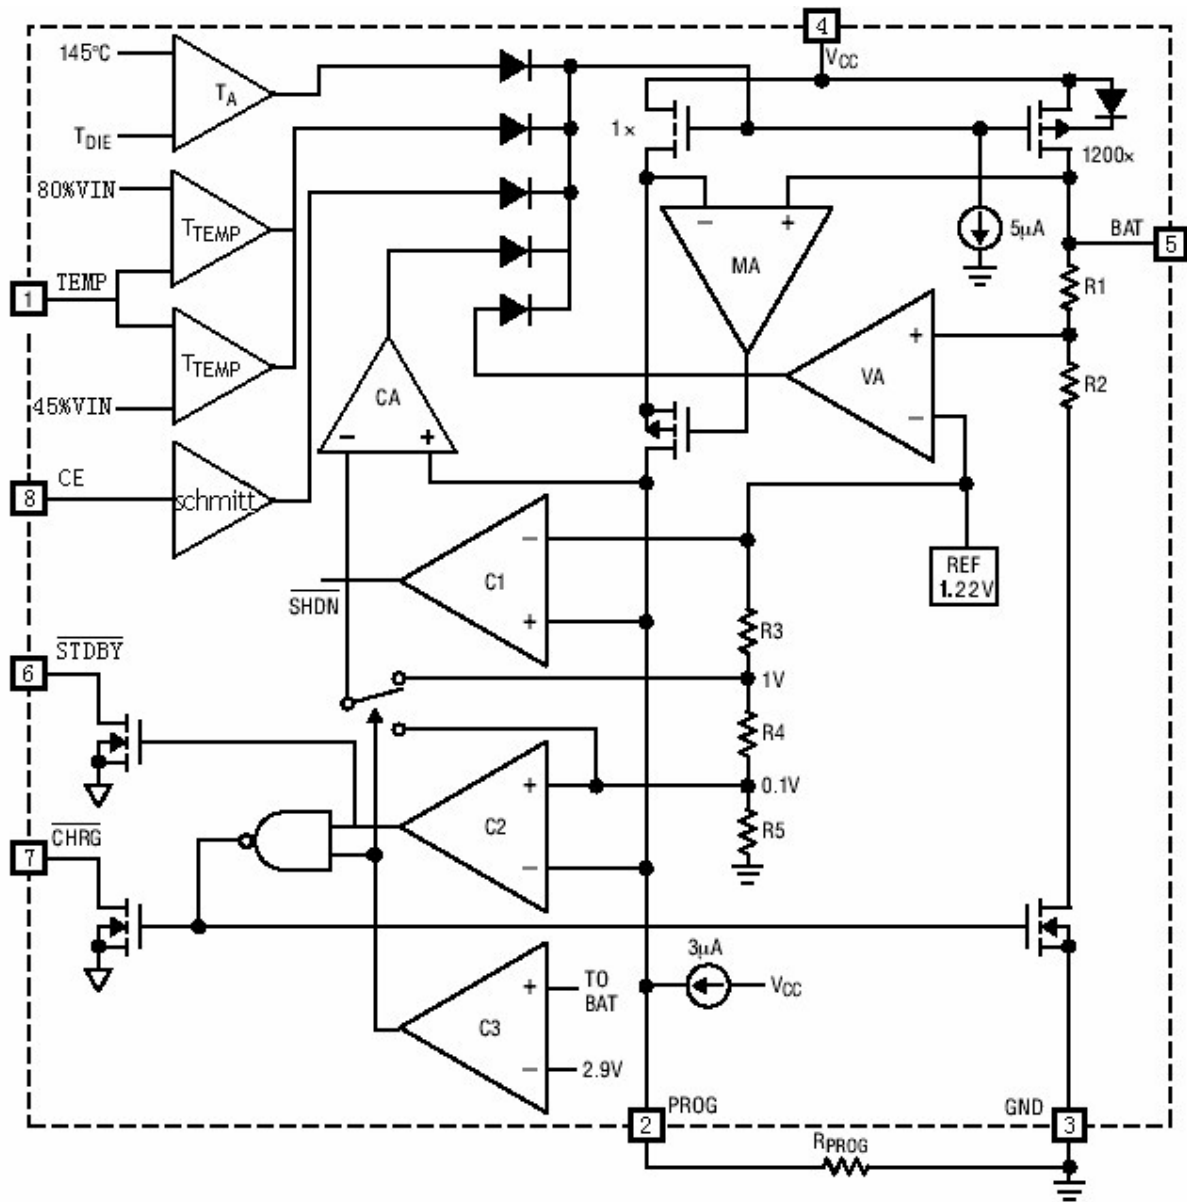 4
145°C
VCC
TA
1×
TDIE
1200×
80%VIN
TTEMP
− +
5µA
BAT
5
TEMP
1
MA
R1
+
TTEMP
VA
R2
CA
−
45%VIN
− +
CE
8
schmitt
−
REF
1.22V
C1
SHDN
+
R3
STDBY
6
1V
R4
+
0.1V
CHRG
C2
R5
7
−
3µA
+
TO
BAT
VCC
C3
−
2.9V
PROG
GND
2
3
RPROG